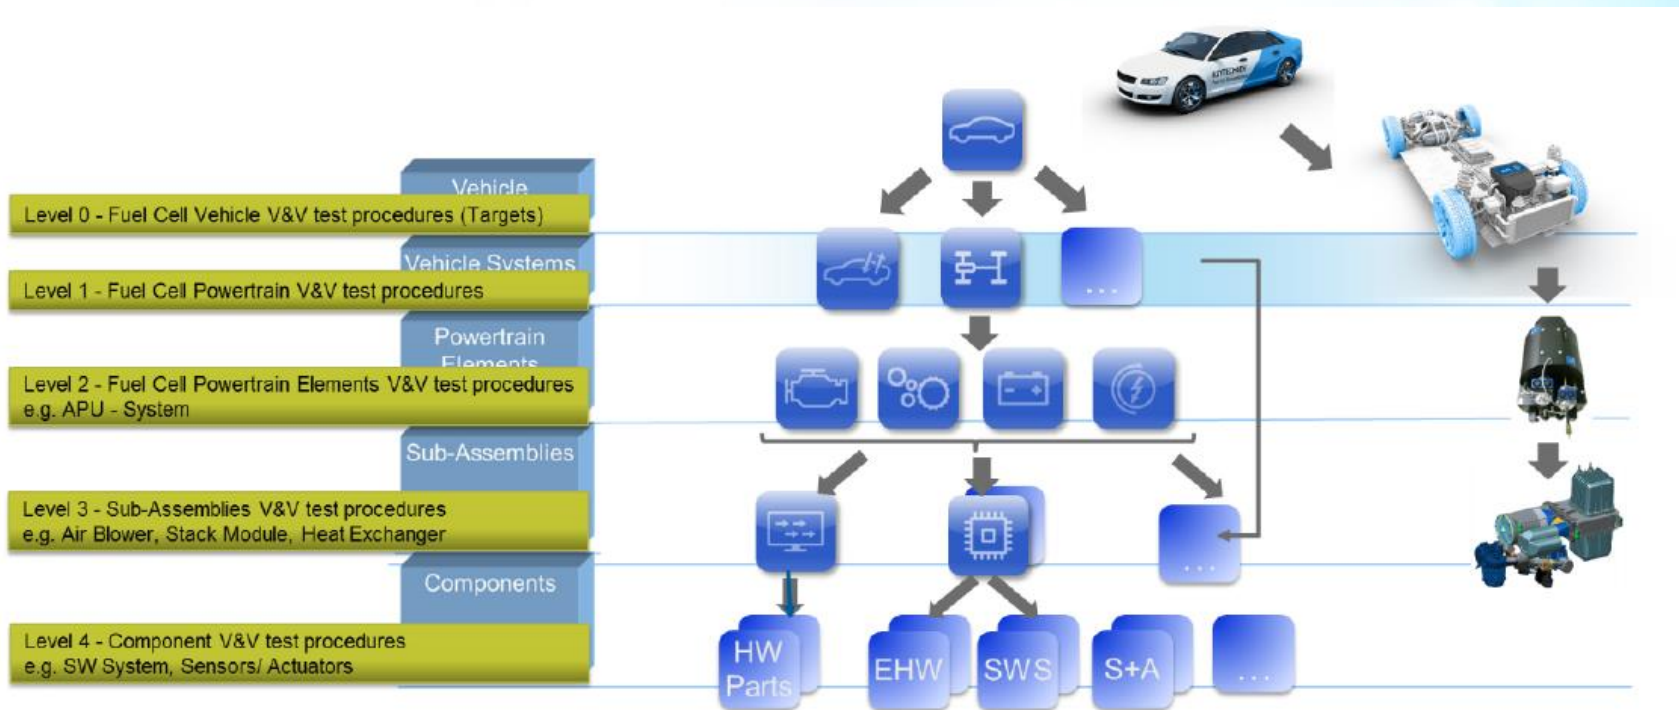 Vehicle
Level 0 - Fuel Cell Vehicle V&V test procedures (Targets)
Vehicle Systems
Level 1 - Fuel Cell Powertrain V&V test procedures
...
Powertrain
Elements
Level 2 - Fuel Cell Powertrain Elements V&V test procedures
e.g. APU - System
Sub-Assemblies
Level 3 - Sub-Assemblies V&V test procedures
e.g. Air Blower, Stack Module, Heat Exchanger
...
Components
Level 4 - Component V&V test procedures
e.g. SW System, Sensors/ Actuators
HW
Parts
EHW
SWS
S+A
...